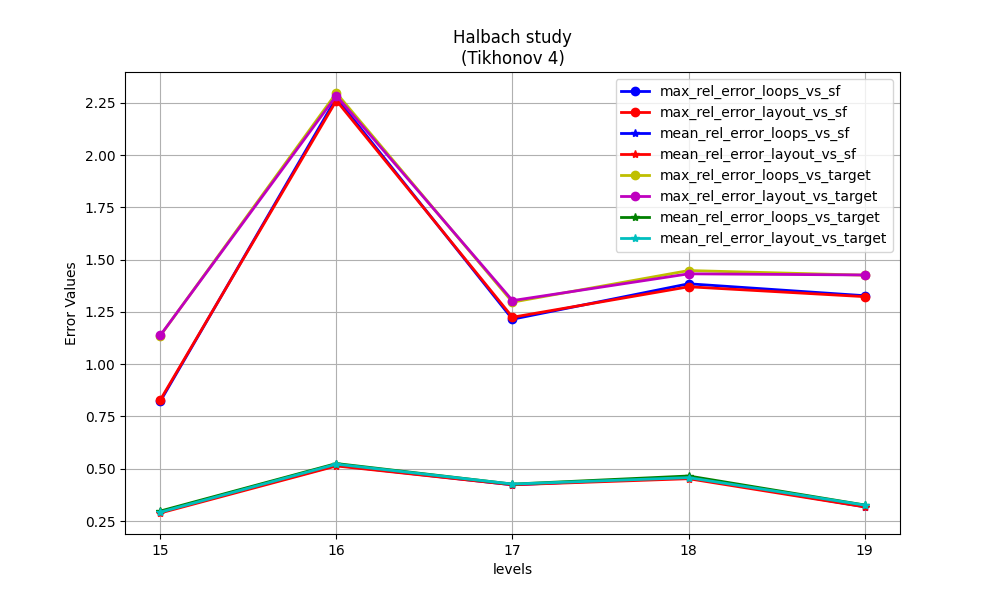 Halbach study
(Tikhonov 4)
max_rel_error_loops_vs_sf
max_rel_error_layout_vs_sf
mean_rel_error_loops_vs_sf
mean_rel_error_layout_vs_sf
max_rel_error_loops_vs_target
max_rel_error_layout_vs_target
mean_rel_error_loops_vs_target
mean_rel_error_layout_vs_target
Error Values
2.25
2.00
1.75
1.50
1.25
1.00
0.75
0.50
0.25
15 16 17 18 19
levels